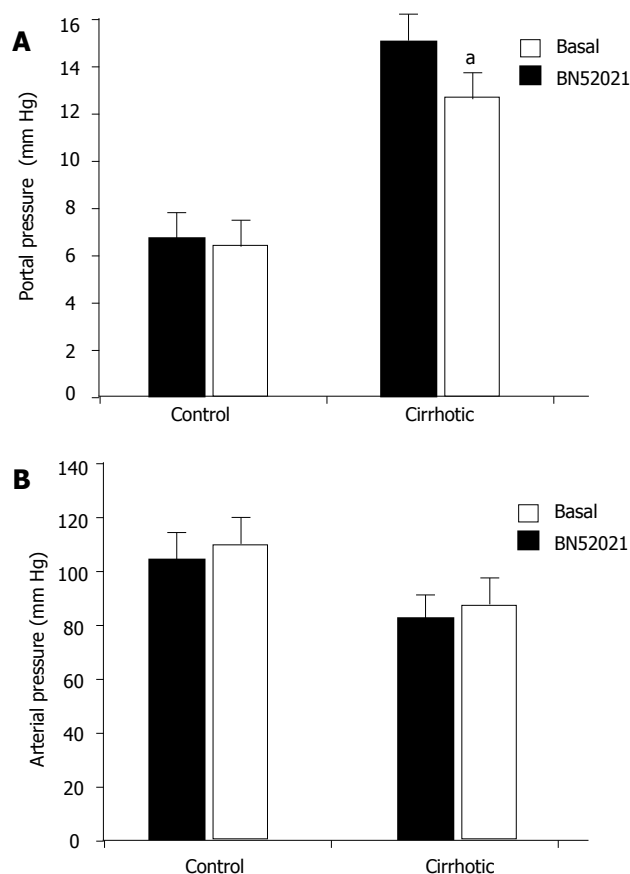 A
Portal pressure (mm Hg)
16
14
12
10
8
6
4
2
0
a
Basal
BN52021
Control
Cirrhotic
B
Arterial pressure (mm Hg)
140
120
100
80
60
40
20
0
Basal
BN52021
Control
Cirrhotic